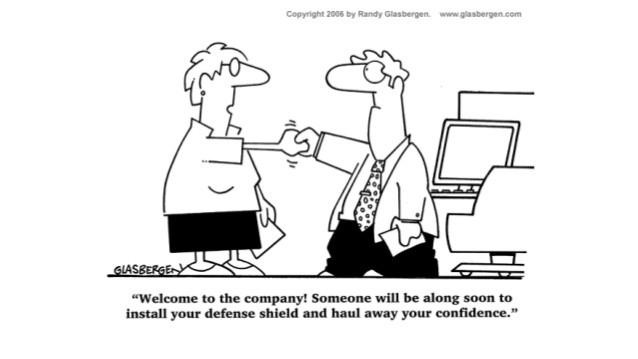 Copyright 2006 by Randy Glasbergen. www.glasbergen.com
GLASBERGEN
“Welcome to the company! Someone will be along soon to
install your defense shield and haul away your confidence.”